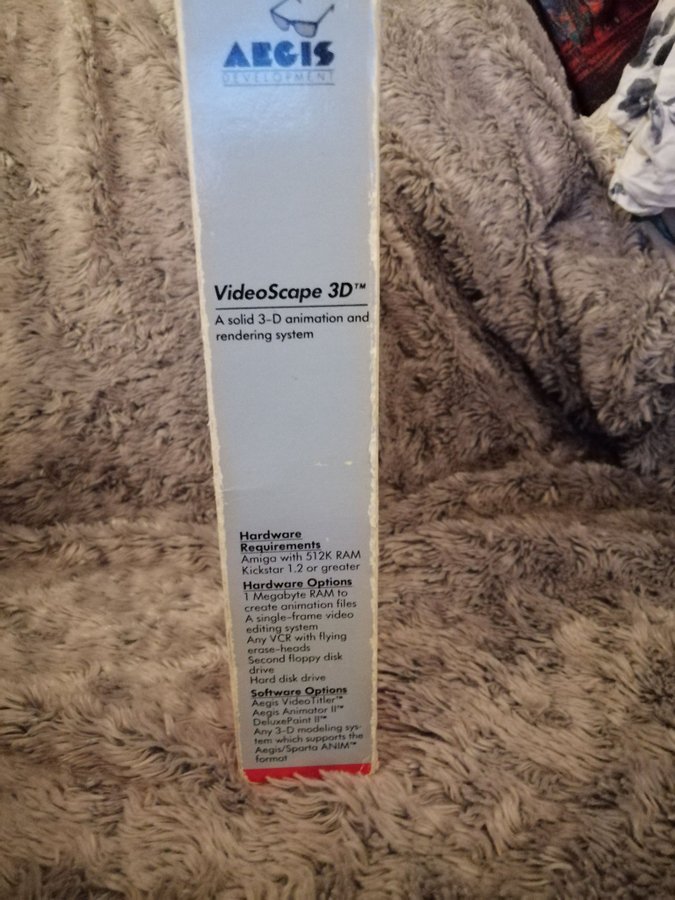 AEGIS
DEVELOPMENT
VideoScape 3D™
A solid 3-D animation and
rendering system
Hardware
Requirements
Amiga with 512K RAM
Kickstar 1.2 or greater
Hardware Options
1 Megabyte RAM to
create animation files
A single-frame video
editing system
Any VCR with flying
erase-heads
Second floppy disk
drive
Hard disk drive
Software Options
Aegis VideoTitler™
Aegis Animator II™
DeluxePaint II™
Any 3-D modeling sys-
tem which supports the
Aegis/Sparta ANIM™
format